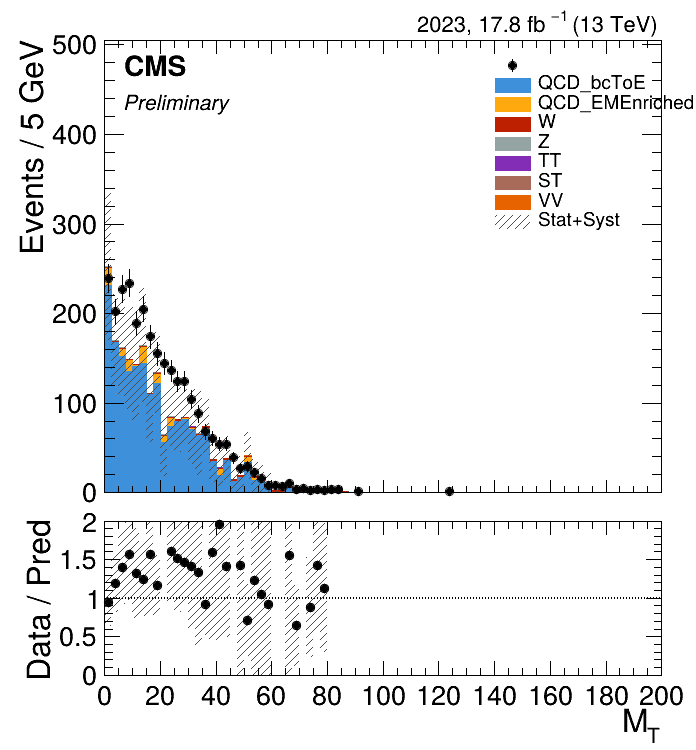 2023, 17.8 fb⁻¹ (13 TeV)
CMS
Preliminary
QCD_bcToE
QCD_EMEnriched
W
Z
TT
ST
VV
Stat+Syst
Events / 5 GeV
500
400
300
200
100
0
Data / Pred
2
1.5
1
0.5
0
0 20 40 60 80 100 120 140 160 180 200
M_T